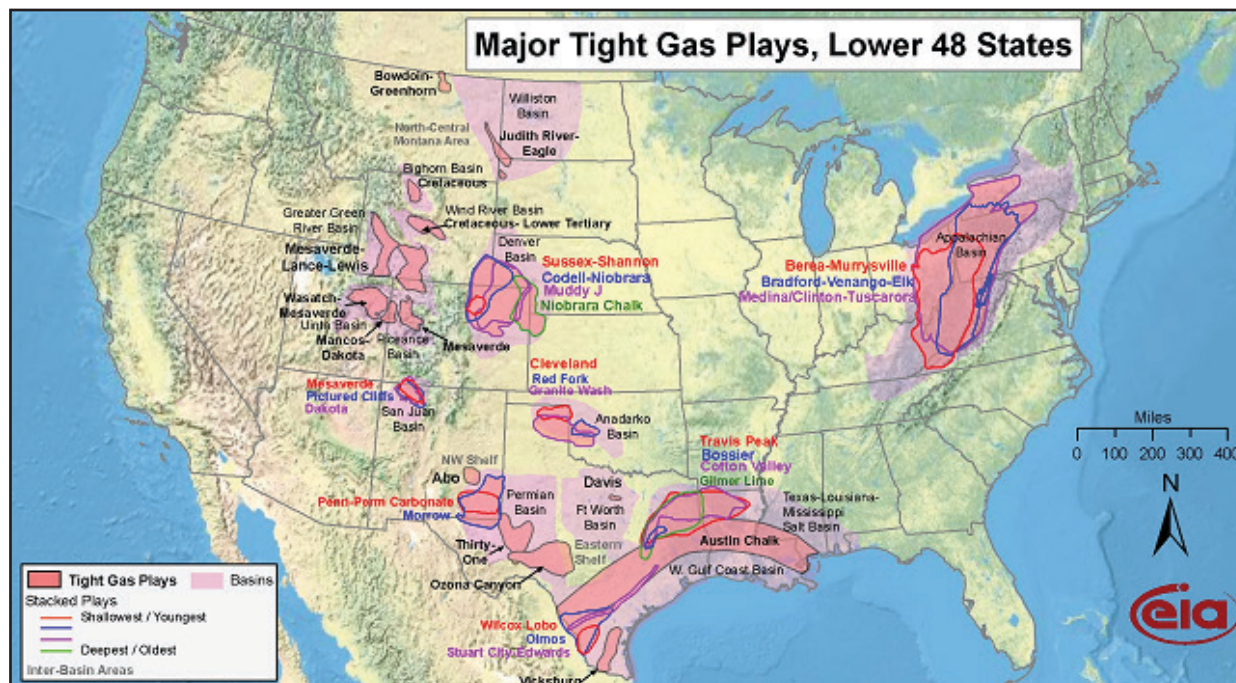 Major Tight Gas Plays, Lower 48 States
Bowdoin-
Greenhorn
Williston
Basin
North-Central
Montana Area
Judith River-
Eagle
Bighorn Basin
Cretaceous
Greater Green
River Basin
Wind River Basin
Cretaceous- Lower Tertiary
Mesaverde-
Lance-Lewis
Denver
Basin
Sussex-Shannon
Codell-Niobrara
Muddy J
Niobrara Chalk
Appalachian
Basin
Berea-Murrysville
Bradford-Venango-Elk
Medina/Clinton-Tuscarora
Wasatch-
Mesaverde
Uinta Basin
Mancos-
Dakota
Piceance
Basin
Mesaverde
Mesaverde
Pictured Cliffs
Dakota
San Juan
Basin
Cleveland
Red Fork
Granite Wash
Anadarko
Basin
Miles
0 100 200 300 400
N
Travis Peak
Bossier
Cotton Valley
Gilmer Lime
NW Shelf
Abo
Penn-Perm Carbonate
Morrow
Permian
Basin
Davis
Ft Worth
Basin
Texas-Louisiana-
Mississippi
Salt Basin
Thirty-
One
Eastern
Shelf
Austin Chalk
Ozona Canyon
W. Gulf Coast Basin
Wilcox Lobo
Olmos
Stuart City-Edwards
Vicksburg
Tight Gas Plays
Basins
Stacked Plays
Shallowest / Youngest
Deepest / Oldest
Inter-Basin Areas
eia